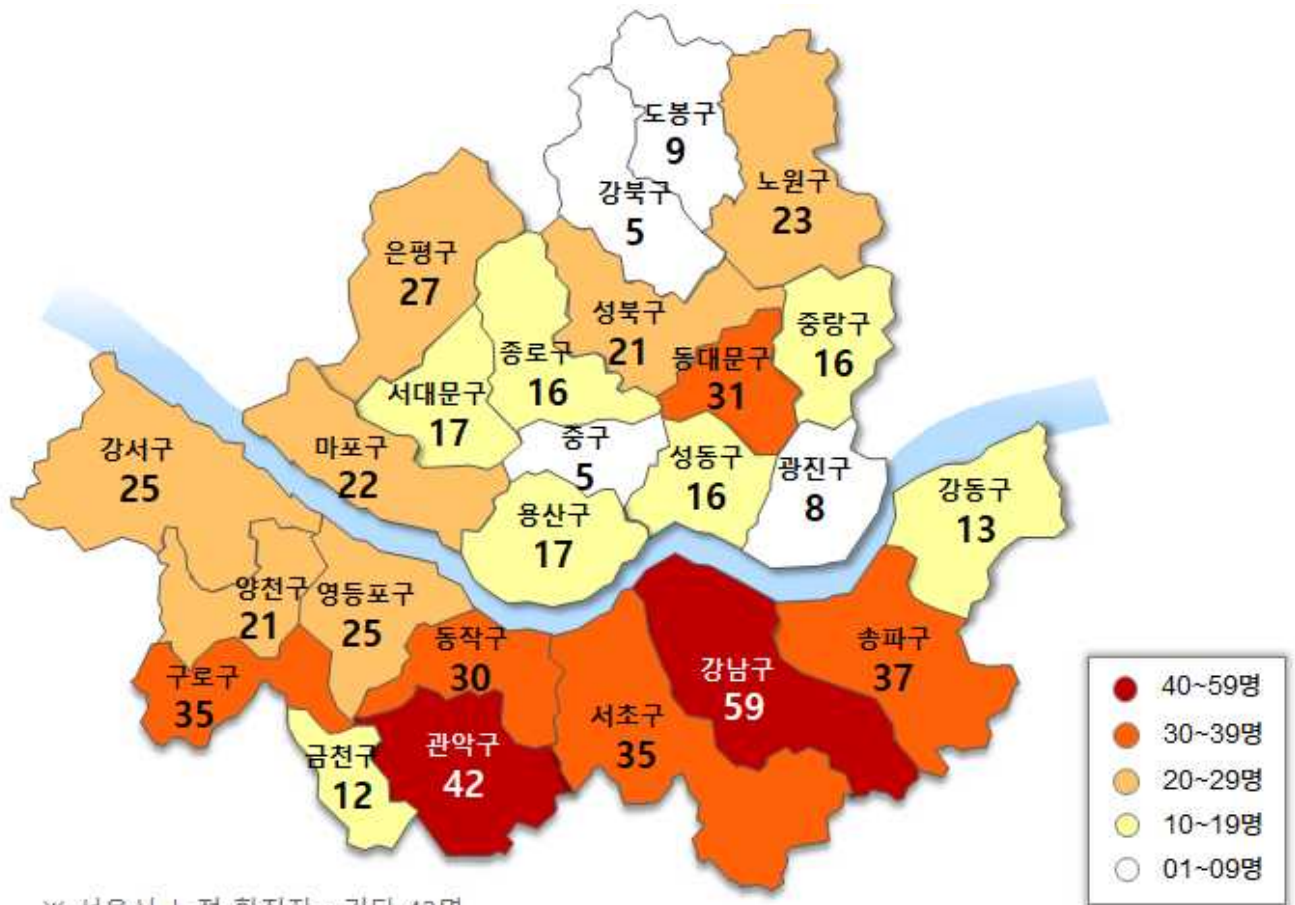 도봉구
9
강북구
5
노원구
23
은평구
27
성북구
21
중랑구
16
종로구
16
동대문구
31
서대문구
17
중구
5
성동구
16
광진구
8
강서구
25
마포구
22
강동구
13
용산구
17
양천구
21
영등포구
25
동작구
30
송파구
37
구로구
35
강남구
59
서초구
35
관악구
42
금천구
12
40~59명
30~39명
20~29명
10~19명
01~09명